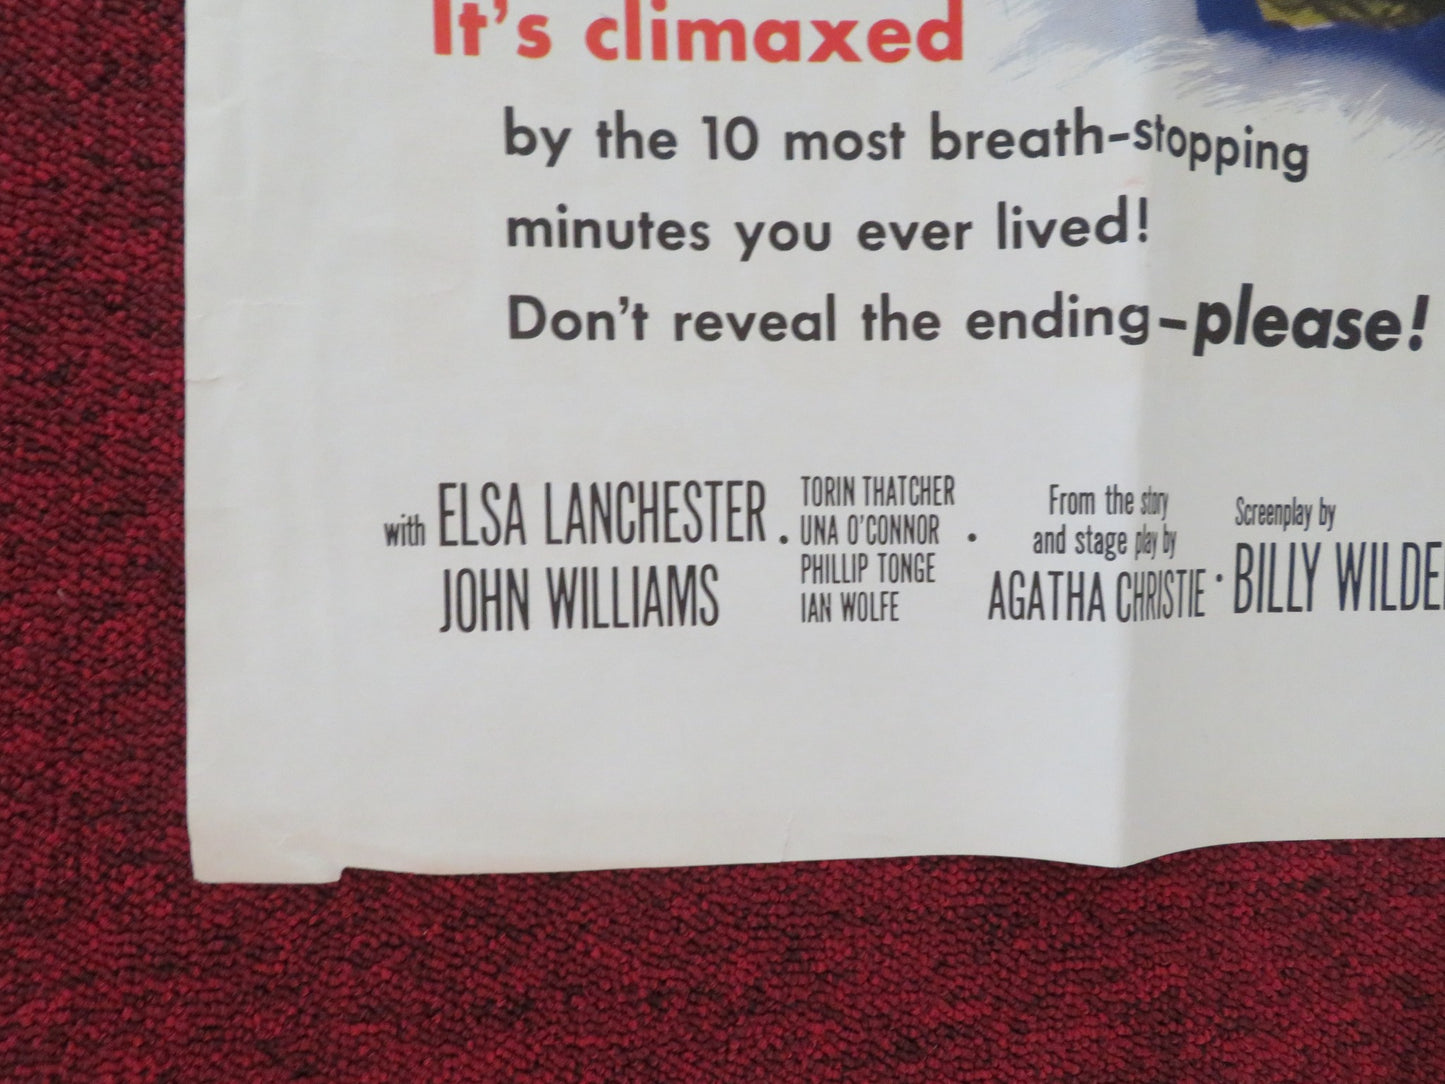 It's climaxed
by the 10 most breath-stopping
minutes you ever lived!
Don't reveal the ending-please!
with ELSA LANCHESTER .
JOHN WILLIAMS
TORIN THATCHER
UNA O'CONNOR .
PHILLIP TONGE
IAN WOLFE
From the story
and stage play by
AGATHA CHRISTIE ·
Screenplay by
BILLY WILDE